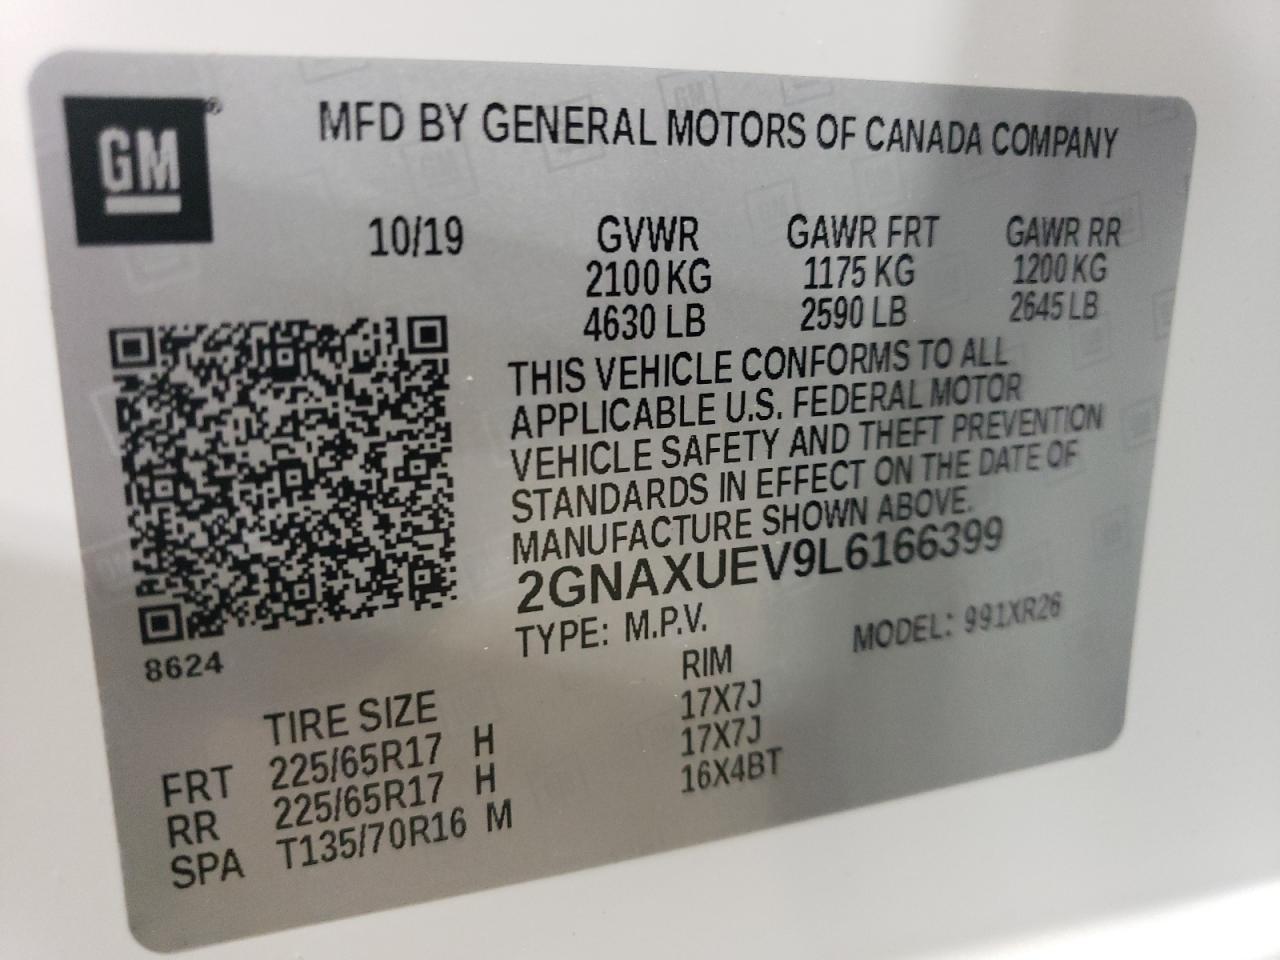 GM ®
MFD BY GENERAL MOTORS OF CANADA COMPANY
10/19 GVWR GAWR FRT GAWR RR
2100 KG 1175 KG 1200 KG
4630 LB 2590 LB 2645 LB
THIS VEHICLE CONFORMS TO ALL
APPLICABLE U.S. FEDERAL MOTOR
VEHICLE SAFETY AND THEFT PREVENTION
STANDARDS IN EFFECT ON THE DATE OF
MANUFACTURE SHOWN ABOVE.
2GNAXUEV9L6166399
TYPE: M.P.V. MODEL: 991XR26
8624
TIRE SIZE RIM
FRT 225/65R17 H 17X7J
RR 225/65R17 H 17X7J
SPA T135/70R16 M 16X4BT